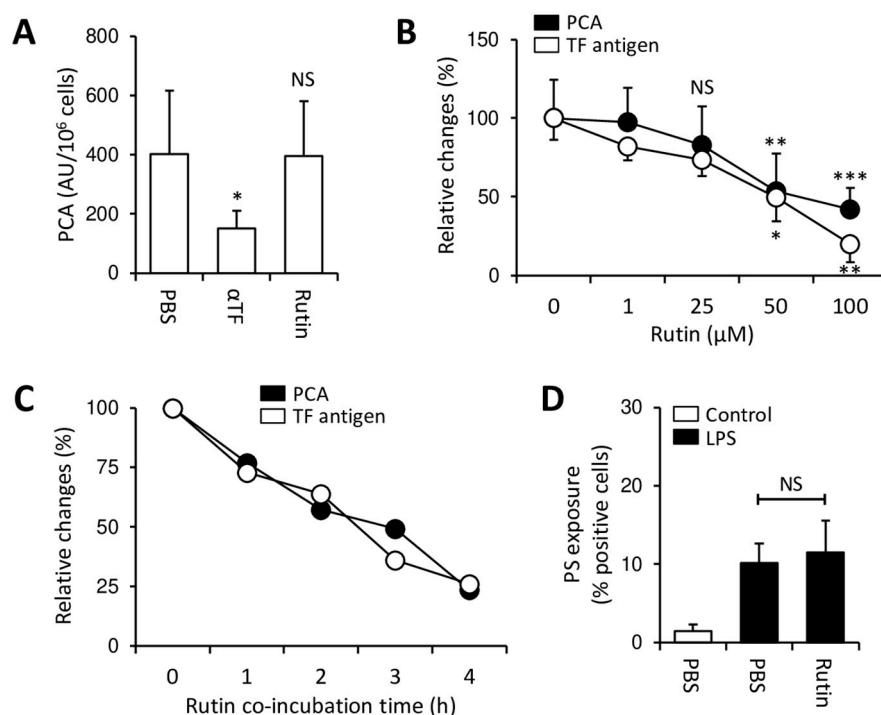 A
PCA (AU/10⁶ cells)
800
600
400
200
0
*
NS
PBS
αTF
Rutin
B
PCA
TF antigen
Relative changes (%)
150
100
50
0
NS
**
*
***
**
0 1 25 50 100
Rutin (μM)
C
PCA
TF antigen
Relative changes (%)
100
75
50
25
0
0 1 2 3 4
Rutin co-incubation time (h)
D
Control
LPS
PS exposure
(% positive cells)
30
20
10
0
NS
PBS
PBS
Rutin